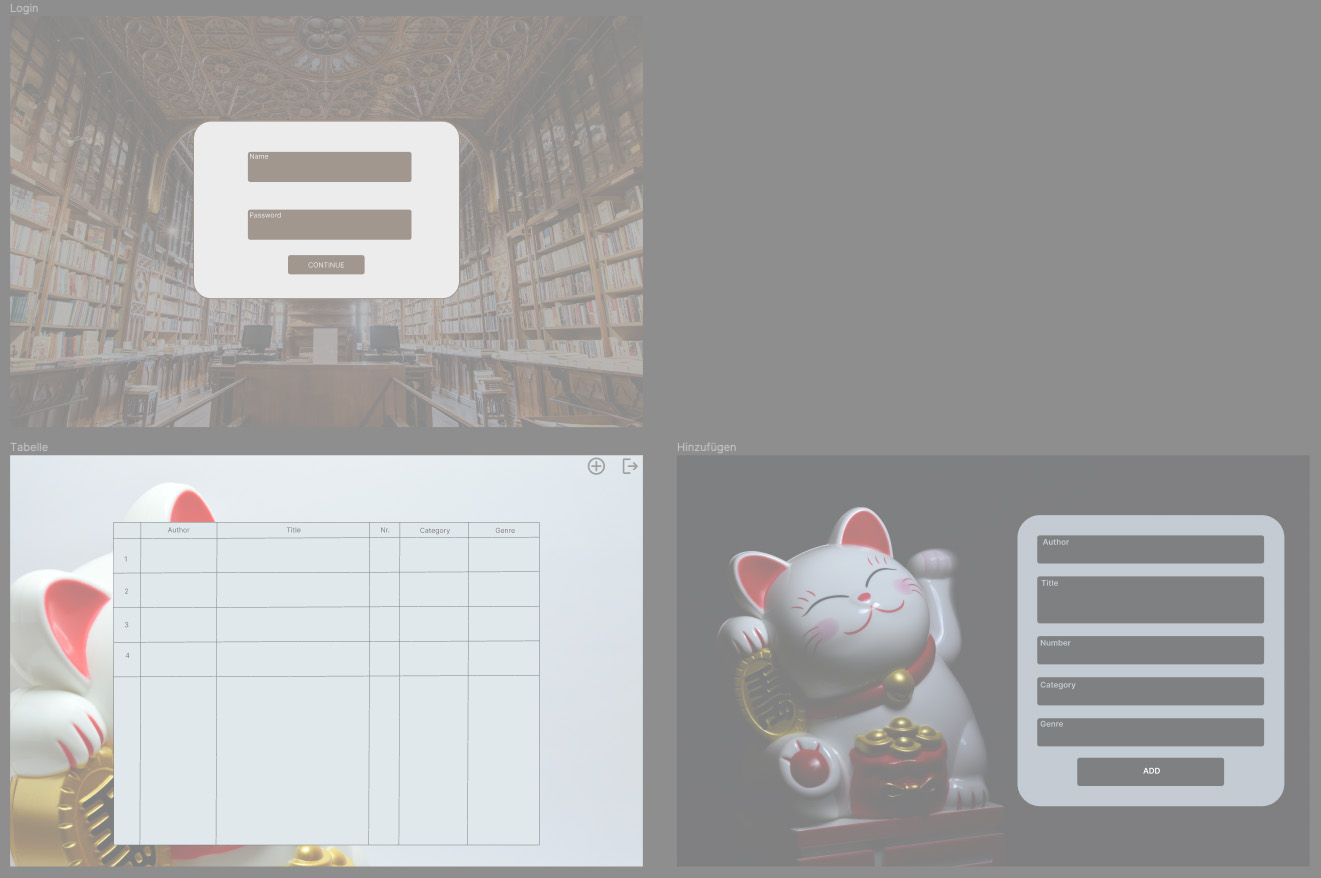 Login
Name
Password
CONTINUE
Tabelle
Author Title Nr. Category Genre
1
2
3
4
Hinzufügen
Author
Title
Number
Category
Genre
ADD